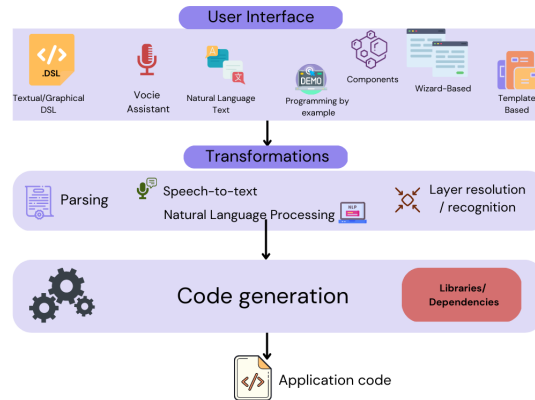 User Interface
.DSL
Textual/Graphical
DSL
Vocie
Assistant
Natural Language
Text
DEMO
Programming by
example
Components
Wizard-Based
Template
Based
Transformations
Parsing
Speech-to-text
Natural Language Processing
NLP
Layer resolution
/ recognition
Code generation
Libraries/
Dependencies
Application code